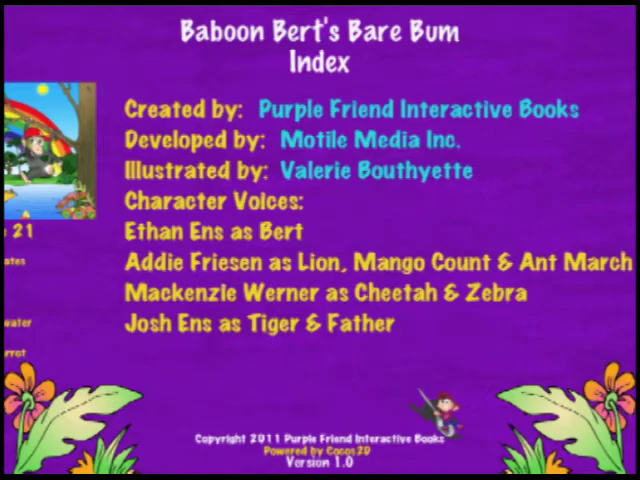 Baboon Bert's Bare Bum
Index
Created by: Purple Friend Interactive Books
Developed by: Motile Media Inc.
Illustrated by: Valerie Bouthyette
Character Voices:
Ethan Ens as Bert
Addie Friesen as Lion, Mango Count & Ant March
Mackenzie Werner as Cheetah & Zebra
Josh Ens as Tiger & Father
21
Copyright 2011 Purple Friend Interactive Books
Powered by Cocos2D
Version 1.0